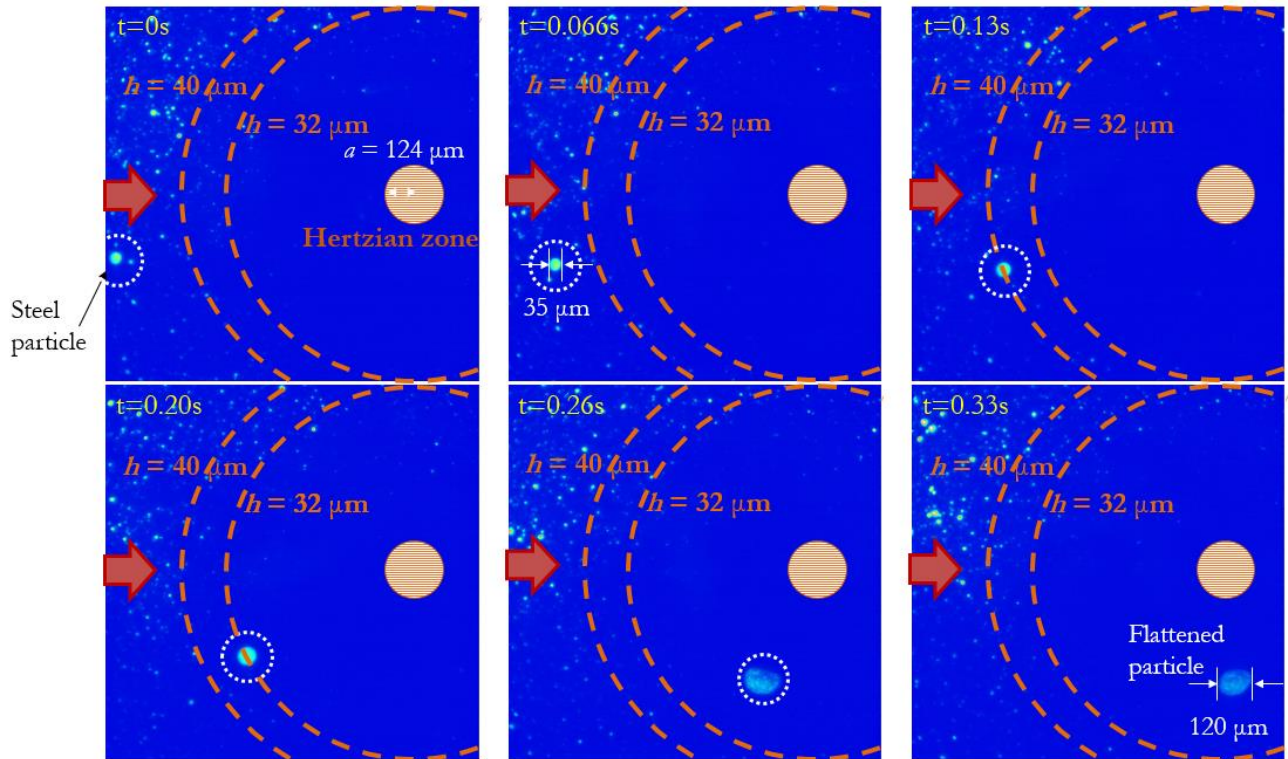 t=0s
h = 40 μm
h = 32 μm
a = 124 μm
Hertzian zone
Steel
particle
t=0.066s
h = 40 μm
h = 32 μm
35 μm
t=0.13s
h = 40 μm
h = 32 μm
t=0.20s
h = 40 μm
h = 32 μm
t=0.26s
h = 40 μm
h = 32 μm
t=0.33s
h = 40 μm
h = 32 μm
Flattened
particle
120 μm